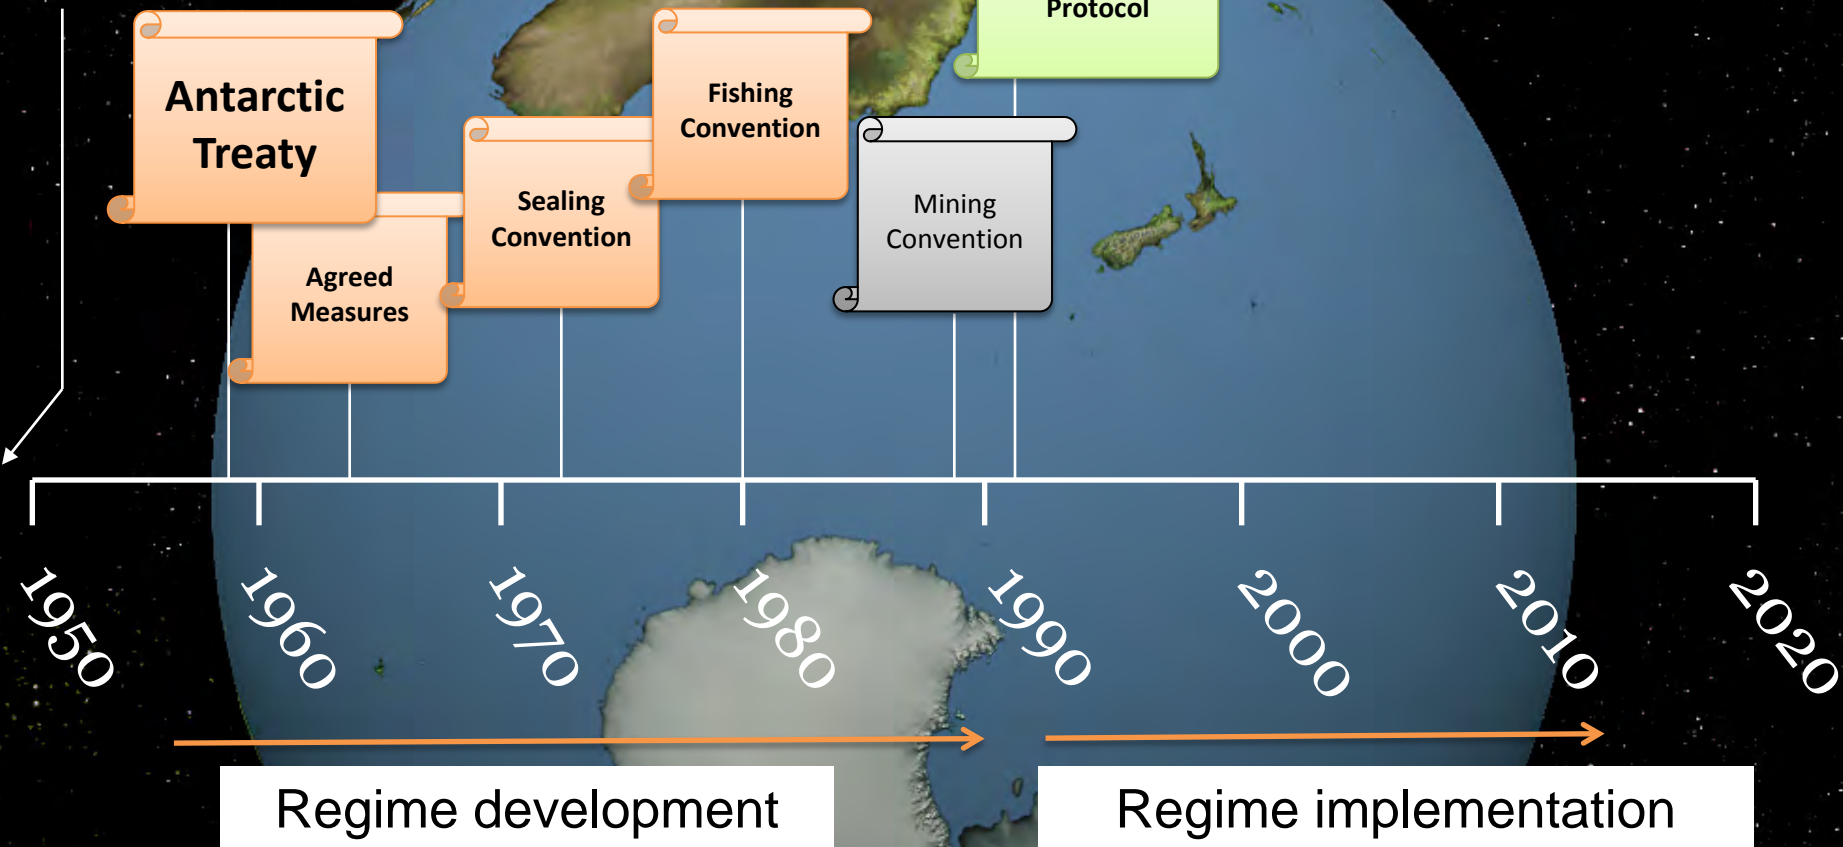 Protocol
Antarctic
Treaty
Fishing
Convention
Sealing
Convention
Mining
Convention
Agreed
Measures
1950
1960
1970
1980
1990
2000
2010
2020
Regime development
Regime implementation